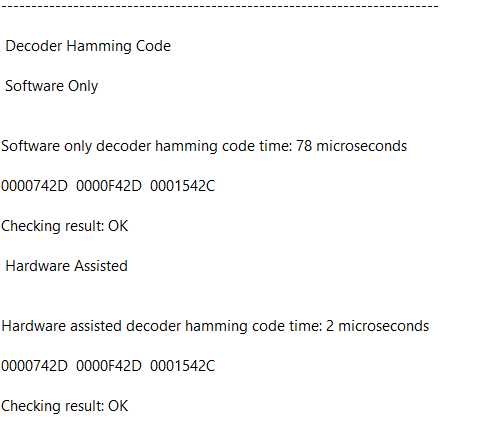 -------------------------------------------------------------------------
Decoder Hamming Code
Software Only
Software only decoder hamming code time: 78 microseconds
0000742D 0000F42D 0001542C
Checking result: OK
Hardware Assisted
Hardware assisted decoder hamming code time: 2 microseconds
0000742D 0000F42D 0001542C
Checking result: OK